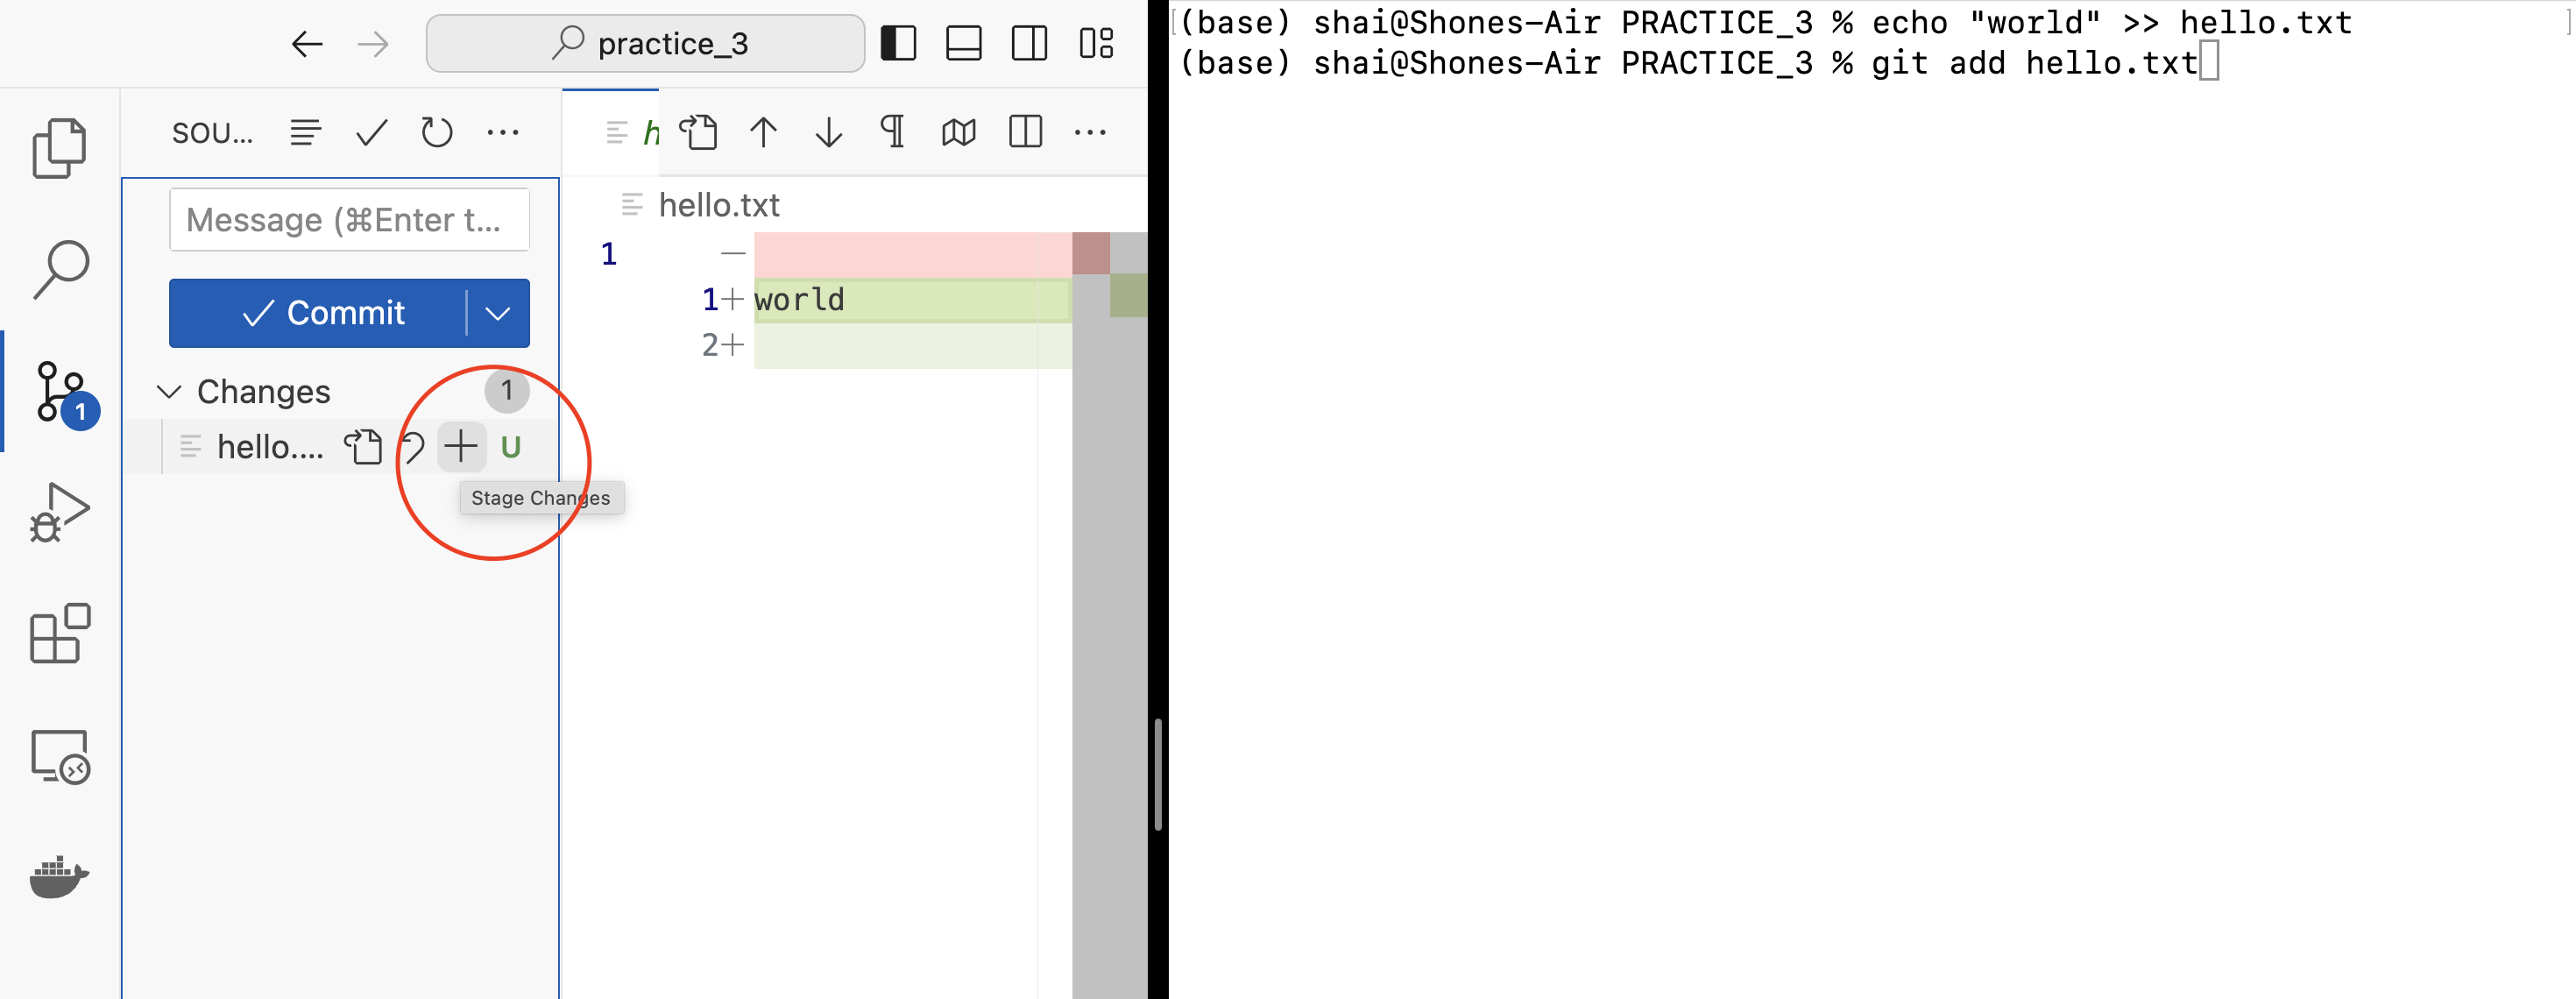 practice_3
SOU...
h
Message (⌘Enter t...
Commit
Changes 1
hello.... U
Stage Changes
1
hello.txt
1
1+ world
2+
(base) shai@Shones-Air PRACTICE_3 % echo "world" >> hello.txt
(base) shai@Shones-Air PRACTICE_3 % git add hello.txt